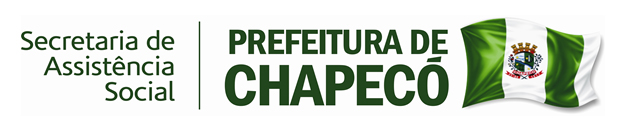 Secretaria de
Assistência
Social
PREFEITURA DE
CHAPECÓ